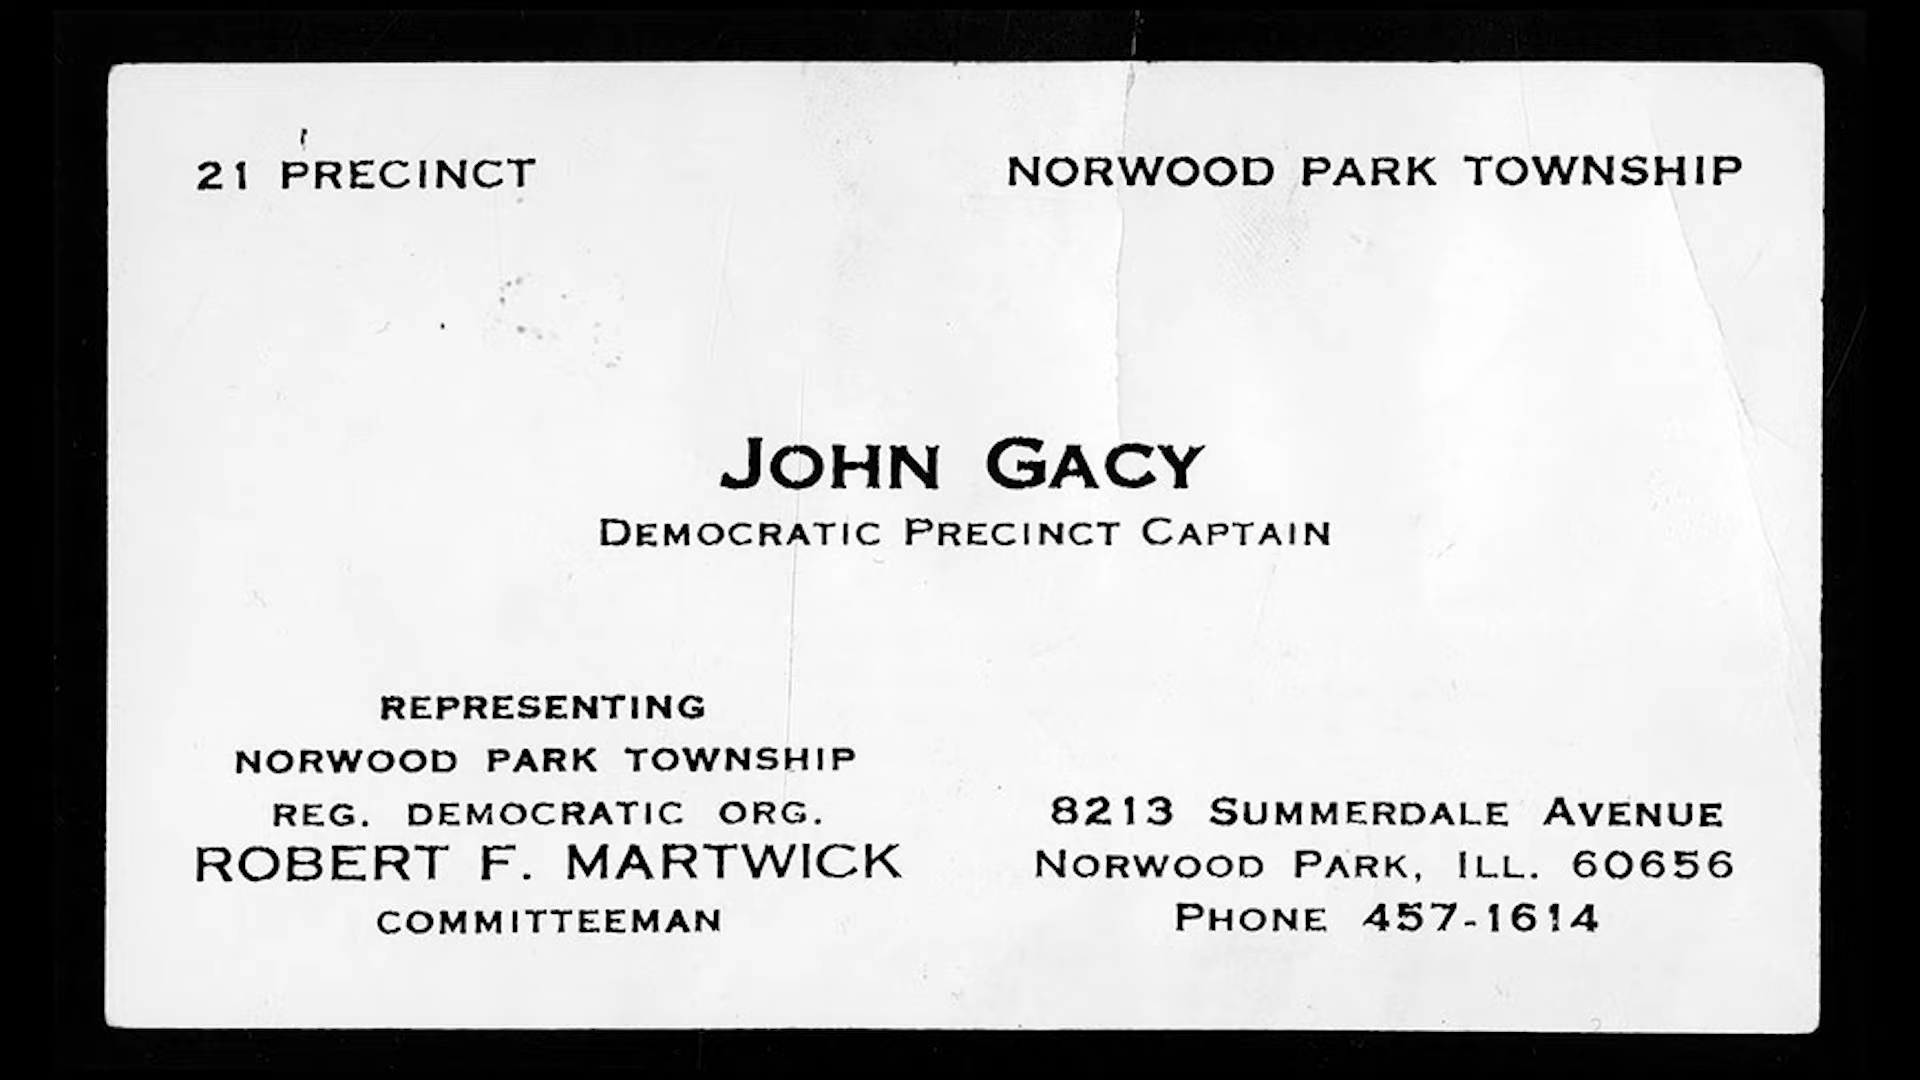 21 PRECINCT NORWOOD PARK TOWNSHIP
JOHN GACY
DEMOCRATIC PRECINCT CAPTAIN
REPRESENTING
NORWOOD PARK TOWNSHIP
REG. DEMOCRATIC ORG.
ROBERT F. MARTWICK
COMMITTEEMAN
8213 SUMMERDALE AVENUE
NORWOOD PARK, ILL. 60656
PHONE 457-1614